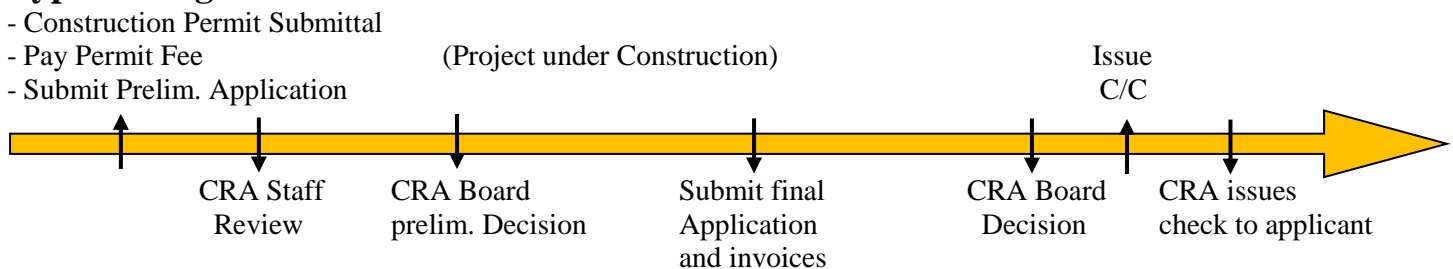 - Construction Permit Submittal
- Pay Permit Fee
(Project under Construction)
Issue
C/C
- Submit Prelim. Application
CRA Staff
Review
CRA Board
prelim. Decision
Submit final
Application
and invoices
CRA Board
Decision
CRA issues
check to applicant